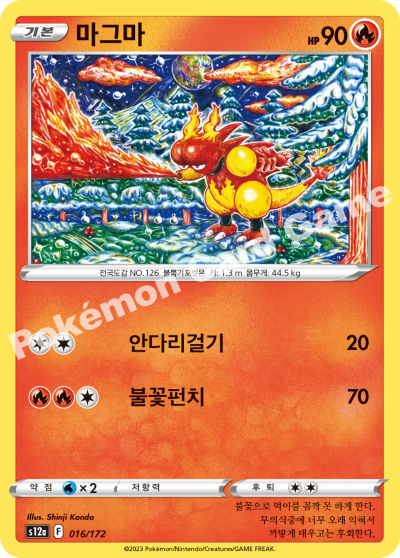 기본 마그마 HP 90
전국도감 NO.126 불뿜기포켓몬 키: 1.3 m 몸무게: 44.5 kg
Pokémon Card Game
안다리걸기 20
불꽃펀치 70
약점 ×2 저항력 후퇴
Illus. Shinji Kanda
s12a F 016/172
불꽃으로 먹이를 꼼짝 못 하게 한다.
무의식중에 너무 오래 익혀서
까맣게 태우고는 후회한다.
©2023 Pokémon/Nintendo/Creatures/GAME FREAK.